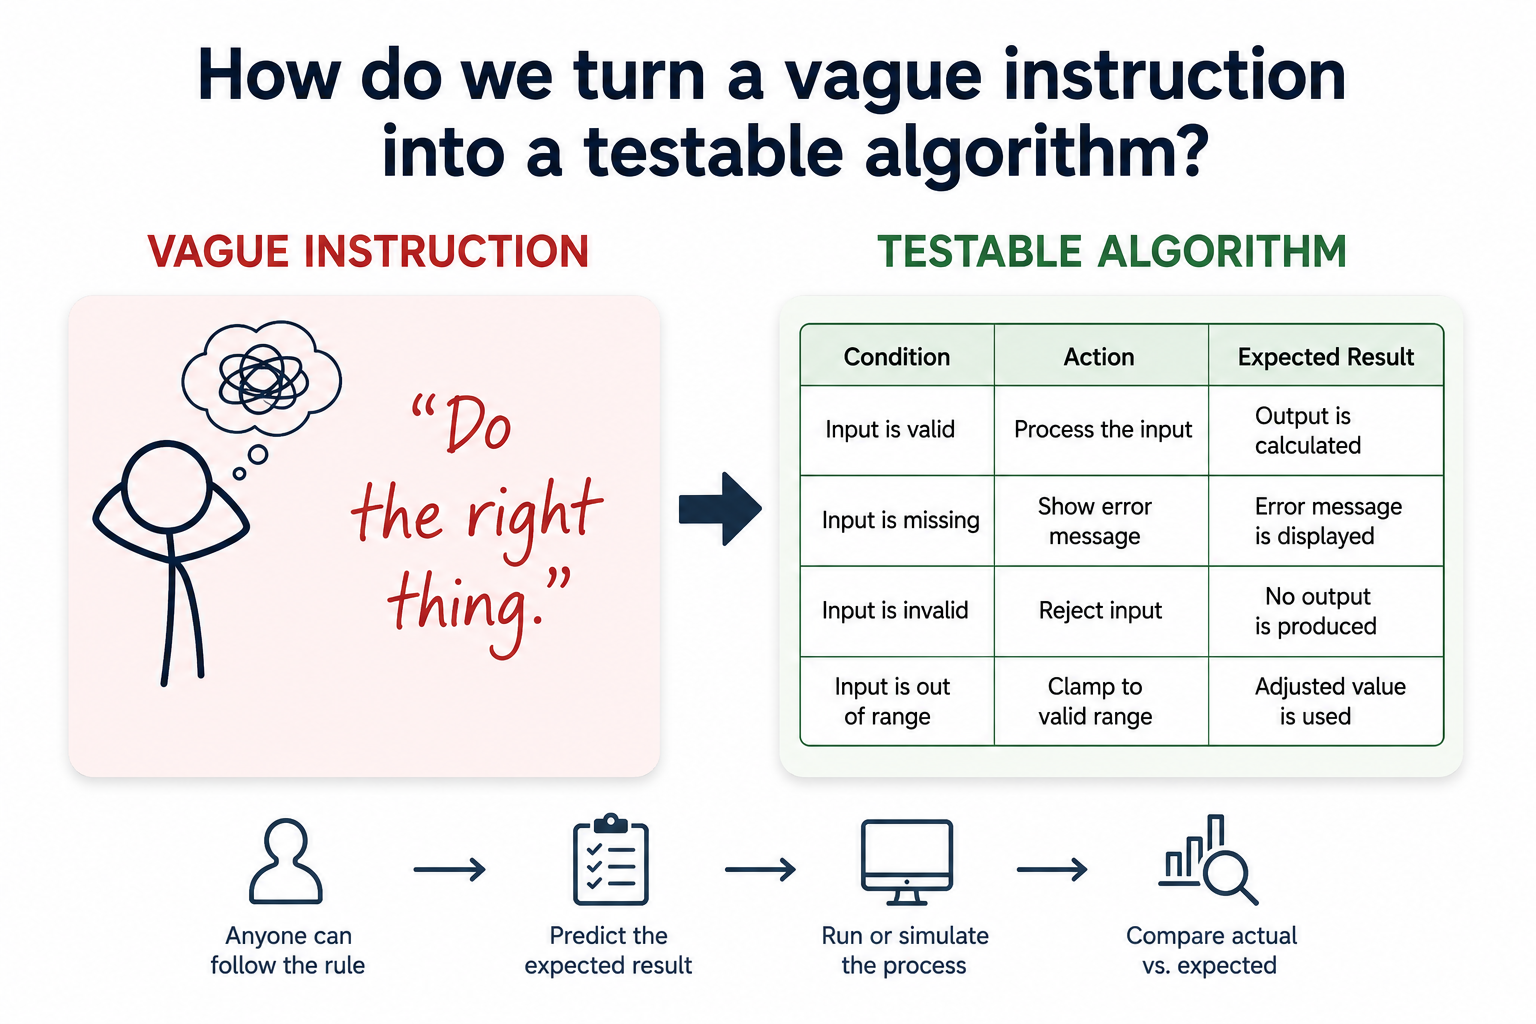 How do we turn a vague instruction
into a testable algorithm?
VAGUE INSTRUCTION
“Do
the right
thing.”
TESTABLE ALGORITHM
Condition
Action
Expected Result
Input is valid
Process the input
Output is
calculated
Input is missing
Show error
message
Error message
is displayed
Input is invalid
Reject input
No output
is produced
Input is out
of range
Clamp to
valid range
Adjusted value
is used
Anyone can
follow the rule
Predict the
expected result
Run or simulate
the process
Compare actual
vs. expected